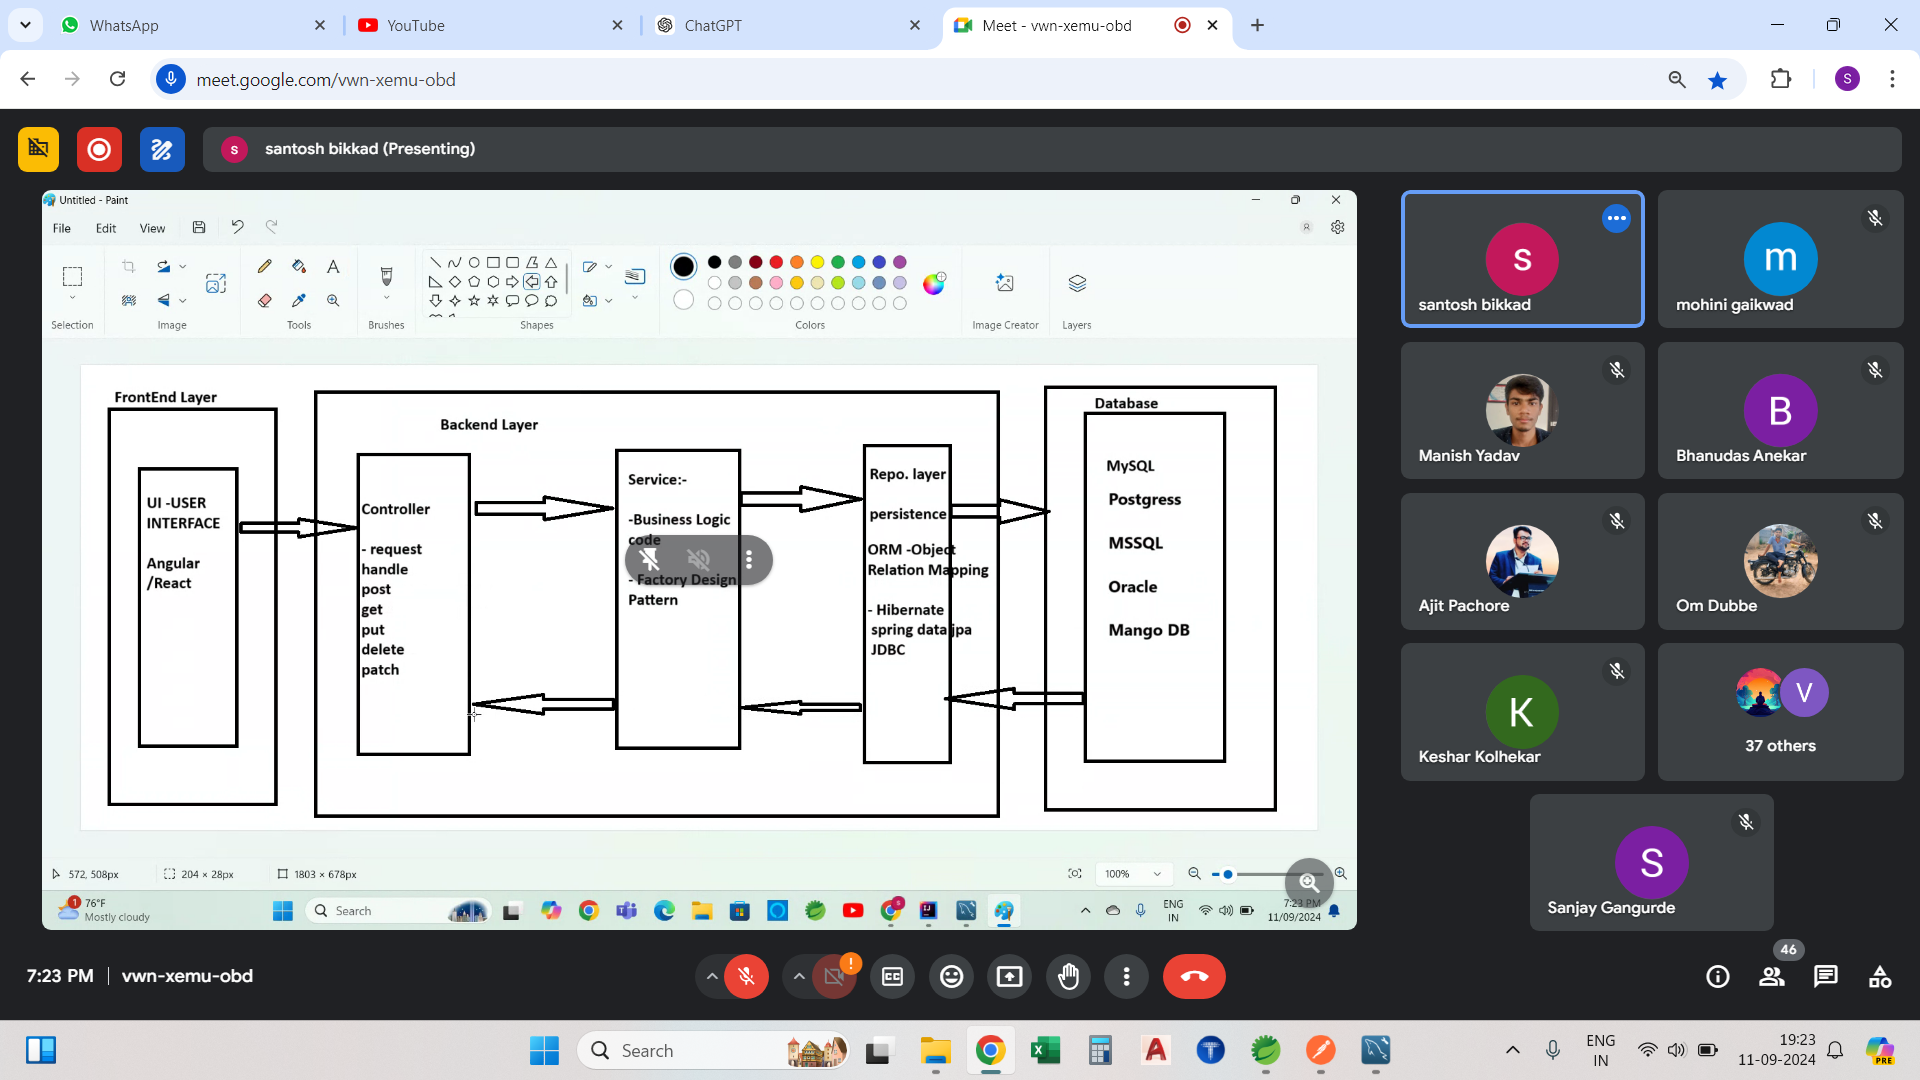 WhatsApp
YouTube
ChatGPT
Meet - vwn-xemu-obd
meet.google.com/vwn-xemu-obd
S
s
santosh bikkad (Presenting)
Untitled - Paint
File
Edit
View
Selection
Image
Tools
Brushes
Shapes
Colors
Image Creator
Layers
FrontEnd Layer
UI -USER
INTERFACE
Angular
/React
Backend Layer
Controller
- request
handle
post
get
put
delete
patch
Service:-
-Business Logic
code
- Factory Design
Pattern
Repo. layer
persistence
ORM -Object
Relation Mapping
- Hibernate
spring data jpa
JDBC
Database
MySQL
Postgress
MSSQL
Oracle
Mango DB
572, 508px
204 × 28px
1803 × 678px
100%
1
76°F
Mostly cloudy
Search
ENG
IN
7:23 PM
11/09/2024
s
santosh bikkad
m
mohini gaikwad
Manish Yadav
B
Bhanudas Anekar
Ajit Pachore
Om Dubbe
K
Keshar Kolhekar
V
37 others
S
Sanjay Gangurde
7:23 PM
vwn-xemu-obd
!
46
Search
ENG
IN
19:23
11-09-2024
PRE